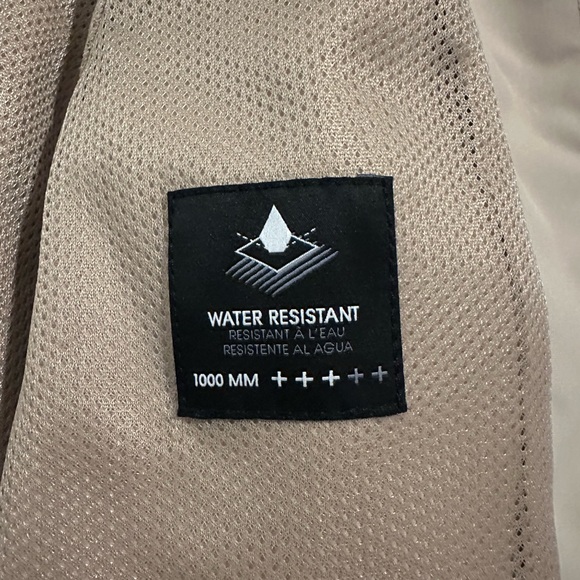 WATER RESISTANT
RESISTANT À L'EAU
RESISTENTE AL AGUA
1000 MM + + + + +